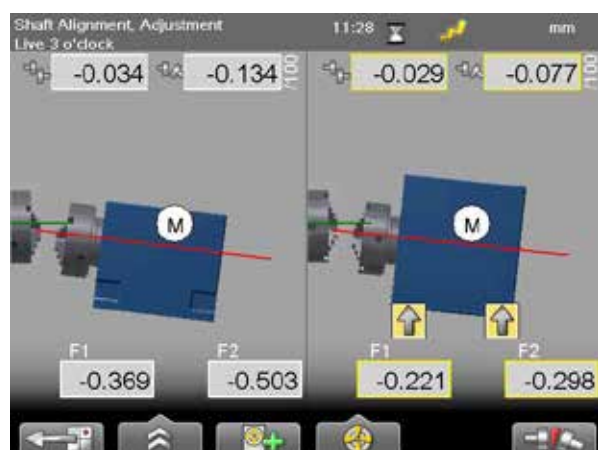 Shaft Alignment, Adjustment 11:28 mm
Live 3 o'clock
-0.034 -0.134 /100 -0.029 -0.077 /100
M M
F1 F2 F1 F2
-0.369 -0.503 -0.221 -0.298